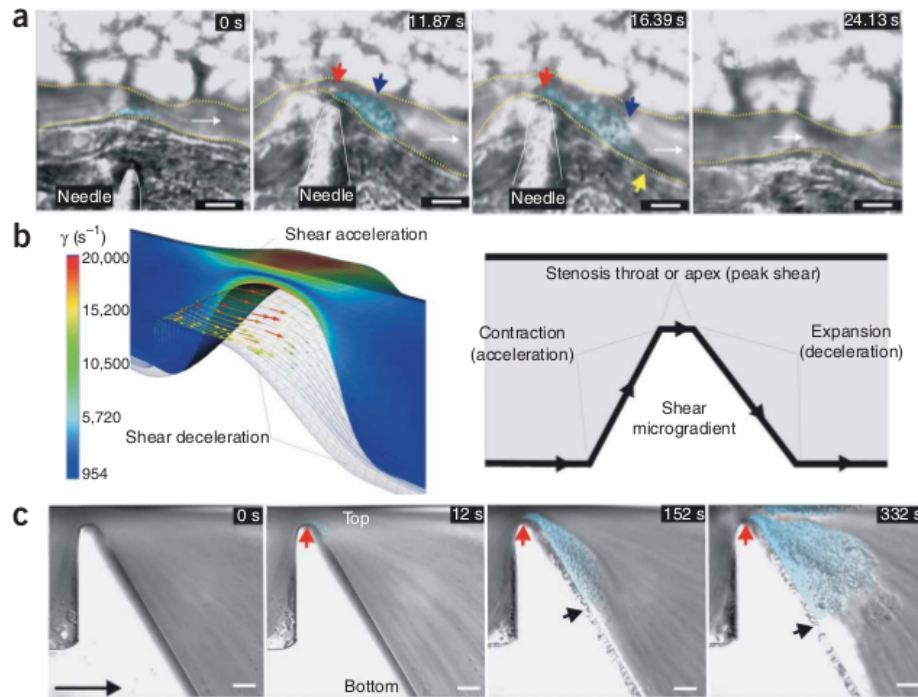 a
0 s
11.87 s
16.39 s
24.13 s
Needle
Needle
Needle
b
γ̇ (s⁻¹)
20,000
15,200
10,500
5,720
954
Shear acceleration
Shear deceleration
Stenosis throat or apex (peak shear)
Contraction
(acceleration)
Expansion
(deceleration)
Shear
microgradient
c
0 s
12 s
152 s
332 s
Top
Bottom